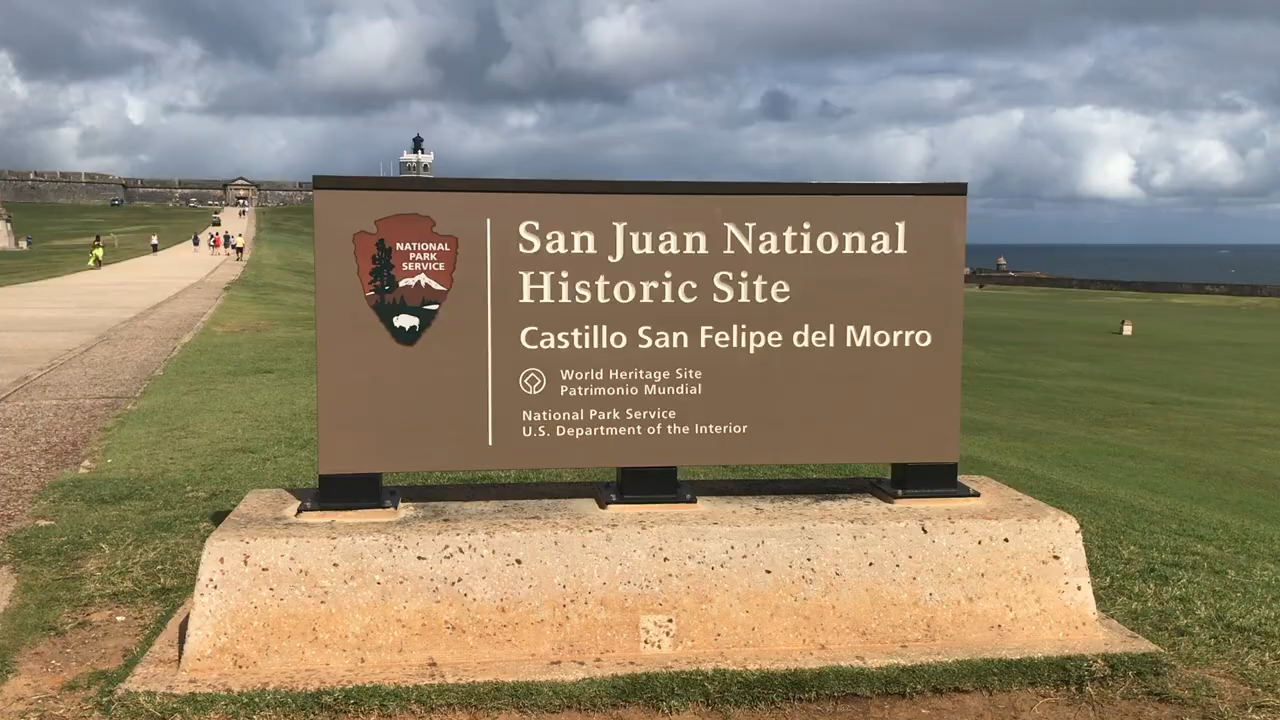 NATIONAL
PARK
SERVICE
San Juan National
Historic Site
Castillo San Felipe del Morro
World Heritage Site
Patrimonio Mundial
National Park Service
U.S. Department of the Interior